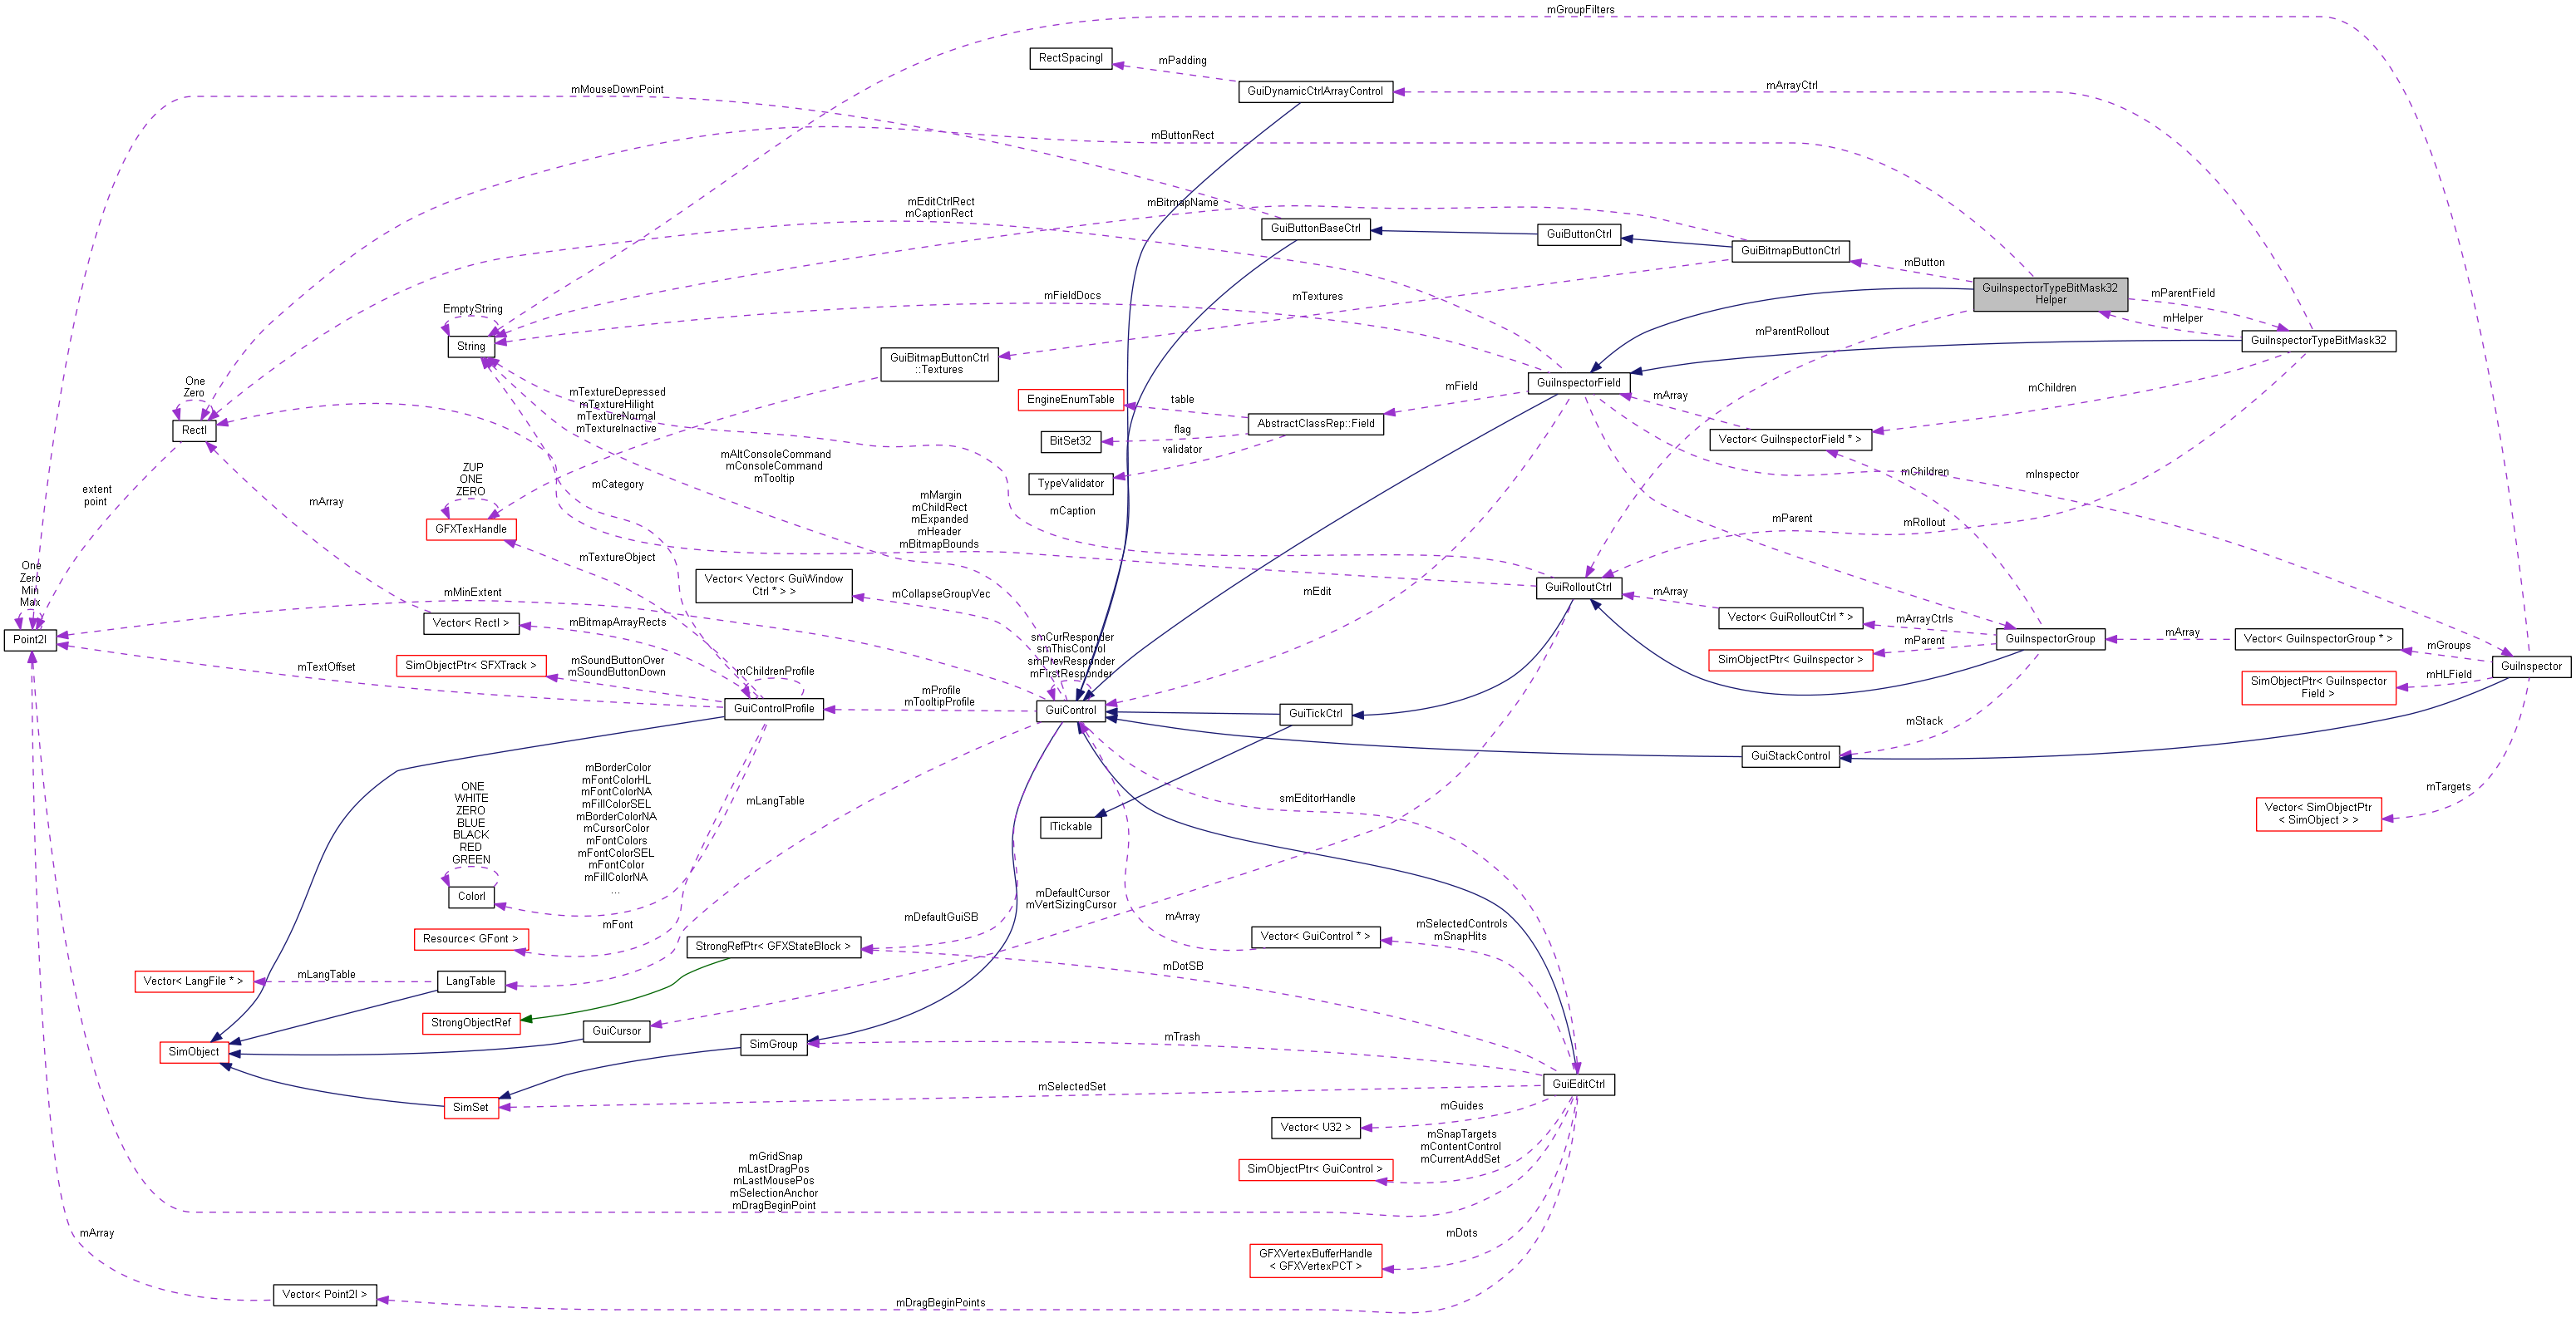 mGroupFilters
RectSpacingI
mPadding
GuiDynamicCtrlArrayControl
mArrayCtrl
mMouseDownPoint
mButtonRect
mEditCtrlRect
mCaptionRect
mBitmapName
GuiButtonBaseCtrl
GuiButtonCtrl
GuiBitmapButtonCtrl
mButton
GuiInspectorTypeBitMask32
Helper
mParentField
mHelper
GuiInspectorTypeBitMask32
EmptyString
String
mFieldDocs
mTextures
mParentRollout
GuiBitmapButtonCtrl
::Textures
One
Zero
RectI
mTextureDepressed
mTextureHilight
mTextureNormal
mTextureInactive
EngineEnumTable
table
mField
GuiInspectorField
mArray
mChildren
BitSet32
flag
AbstractClassRep::Field
Vector< GuiInspectorField * >
validator
TypeValidator
mAltConsoleCommand
mConsoleCommand
mTooltip
mCategory
ZUP
ONE
ZERO
GFXTexHandle
extent
point
mArray
mChildren
mInspector
mMargin
mChildRect
mExpanded
mHeader
mBitmapBounds
mCaption
mParent
mRollout
mTextureObject
Vector< Vector< GuiWindow
Ctrl * > >
mCollapseGroupVec
mEdit
GuiRolloutCtrl
mArray
Vector< GuiRolloutCtrl * >
mArrayCtrls
One
Zero
Min
Max
Point2I
mMinExtent
Vector< RectI >
mBitmapArrayRects
smCurResponder
smThisControl
smPrevResponder
mFirstResponder
GuiInspectorGroup
mArray
Vector< GuiInspectorGroup * >
mGroups
GuiInspector
mParent
SimObjectPtr< GuiInspector >
mTextOffset
SimObjectPtr< SFXTrack >
mSoundButtonOver
mSoundButtonDown
mChildrenProfile
GuiControlProfile
mProfile
mTooltipProfile
GuiControl
GuiTickCtrl
mHLField
SimObjectPtr< GuiInspector
Field >
mStack
GuiStackControl
mBorderColor
mFontColorHL
mFontColorNA
mFillColorSEL
mBorderColorNA
mCursorColor
mFontColors
mFontColorSEL
mFontColor
mFillColorNA
...
ONE
WHITE
ZERO
BLUE
BLACK
RED
GREEN
ColorI
mLangTable
smEditorHandle
ITickable
mTargets
Vector< SimObjectPtr
< SimObject > >
mDefaultCursor
mVertSizingCursor
mDefaultGuiSB
mArray
mFont
Resource< GFont >
StrongRefPtr< GFXStateBlock >
Vector< GuiControl * >
mSelectedControls
mSnapHits
mDotSB
Vector< LangFile * >
mLangTable
LangTable
StrongObjectRef
GuiCursor
SimObject
SimGroup
mTrash
GuiEditCtrl
SimSet
mSelectedSet
mGuides
Vector< U32 >
mSnapTargets
mContentControl
mCurrentAddSet
SimObjectPtr< GuiControl >
mGridSnap
mLastDragPos
mLastMousePos
mSelectionAnchor
mDragBeginPoint
mArray
mDots
GFXVertexBufferHandle
< GFXVertexPCT >
Vector< Point2I >
mDragBeginPoints